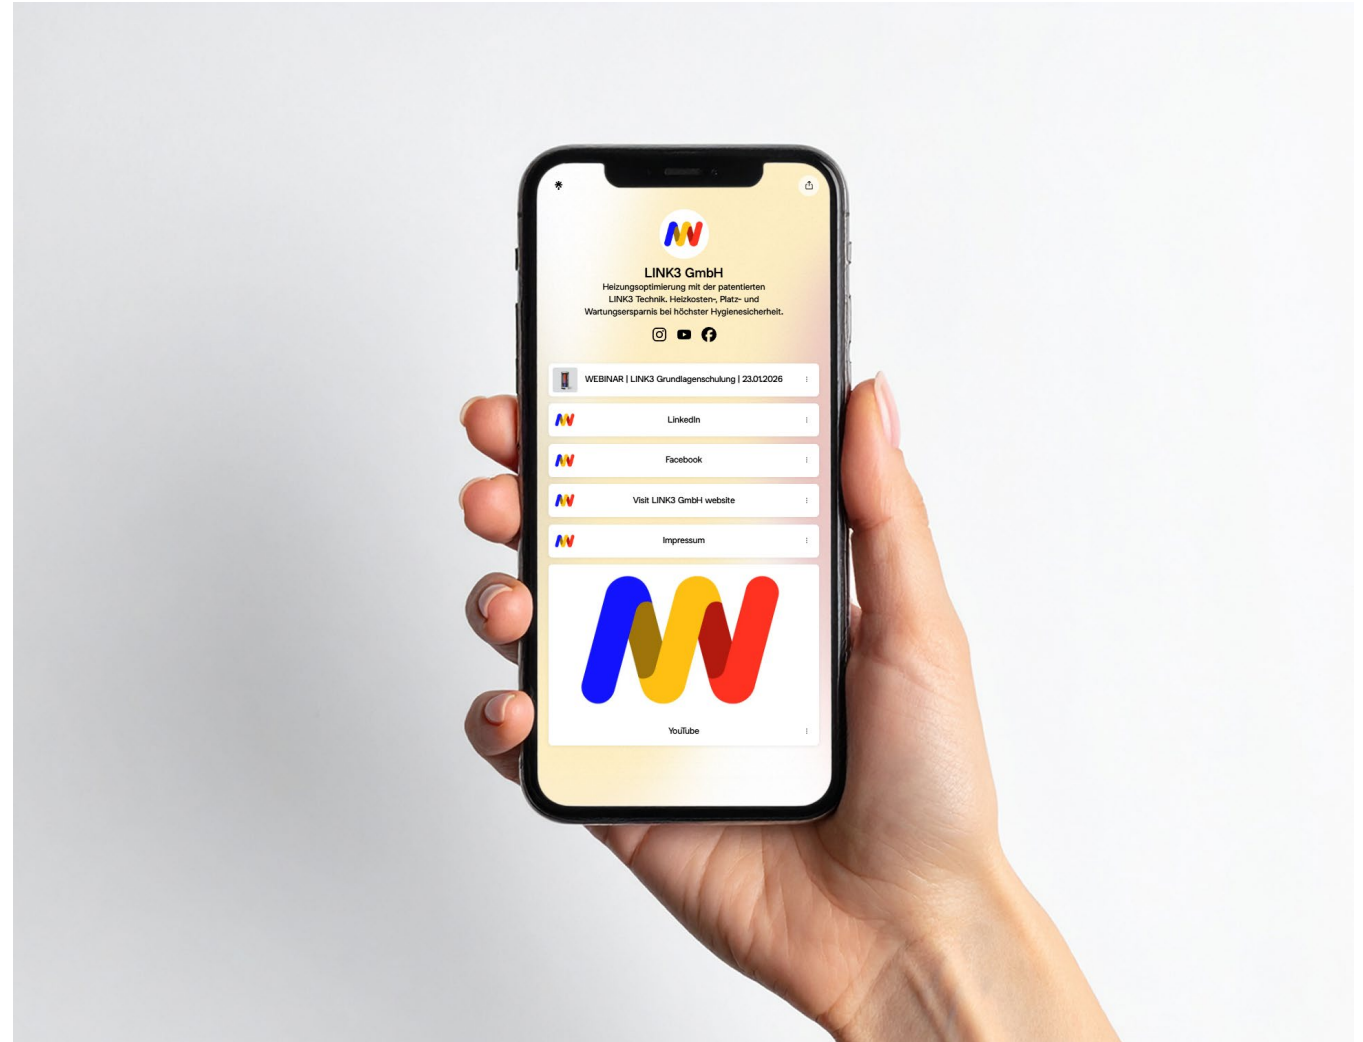 LINK3 GmbH
Heizungsoptimierung mit der patentierten
LINK3 Technik. Heizkosten-, Platz- und
Wartungsersparnis bei höchster Hygienesicherheit.
WEBINAR | LINK3 Grundlagenschulung | 23.01.2026
LinkedIn
Facebook
Visit LINK3 GmbH website
Impressum
YouTube